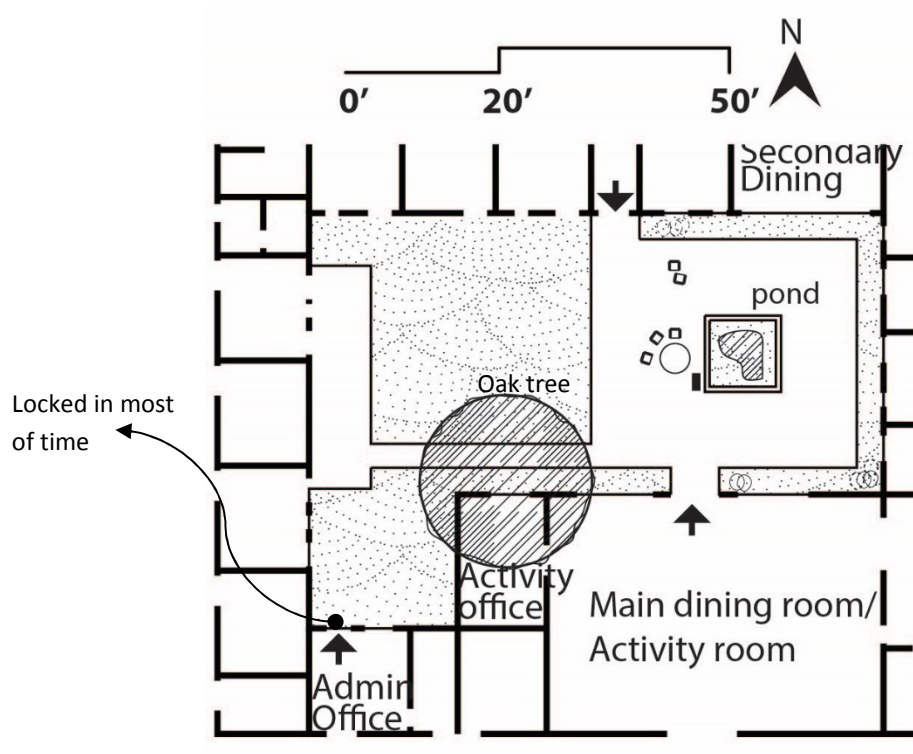 N
0’ 20’ 50’
Secondary
Dining
pond
Oak tree
Locked in most
of time
Activity
office
Main dining room/
Activity room
Admin
Office